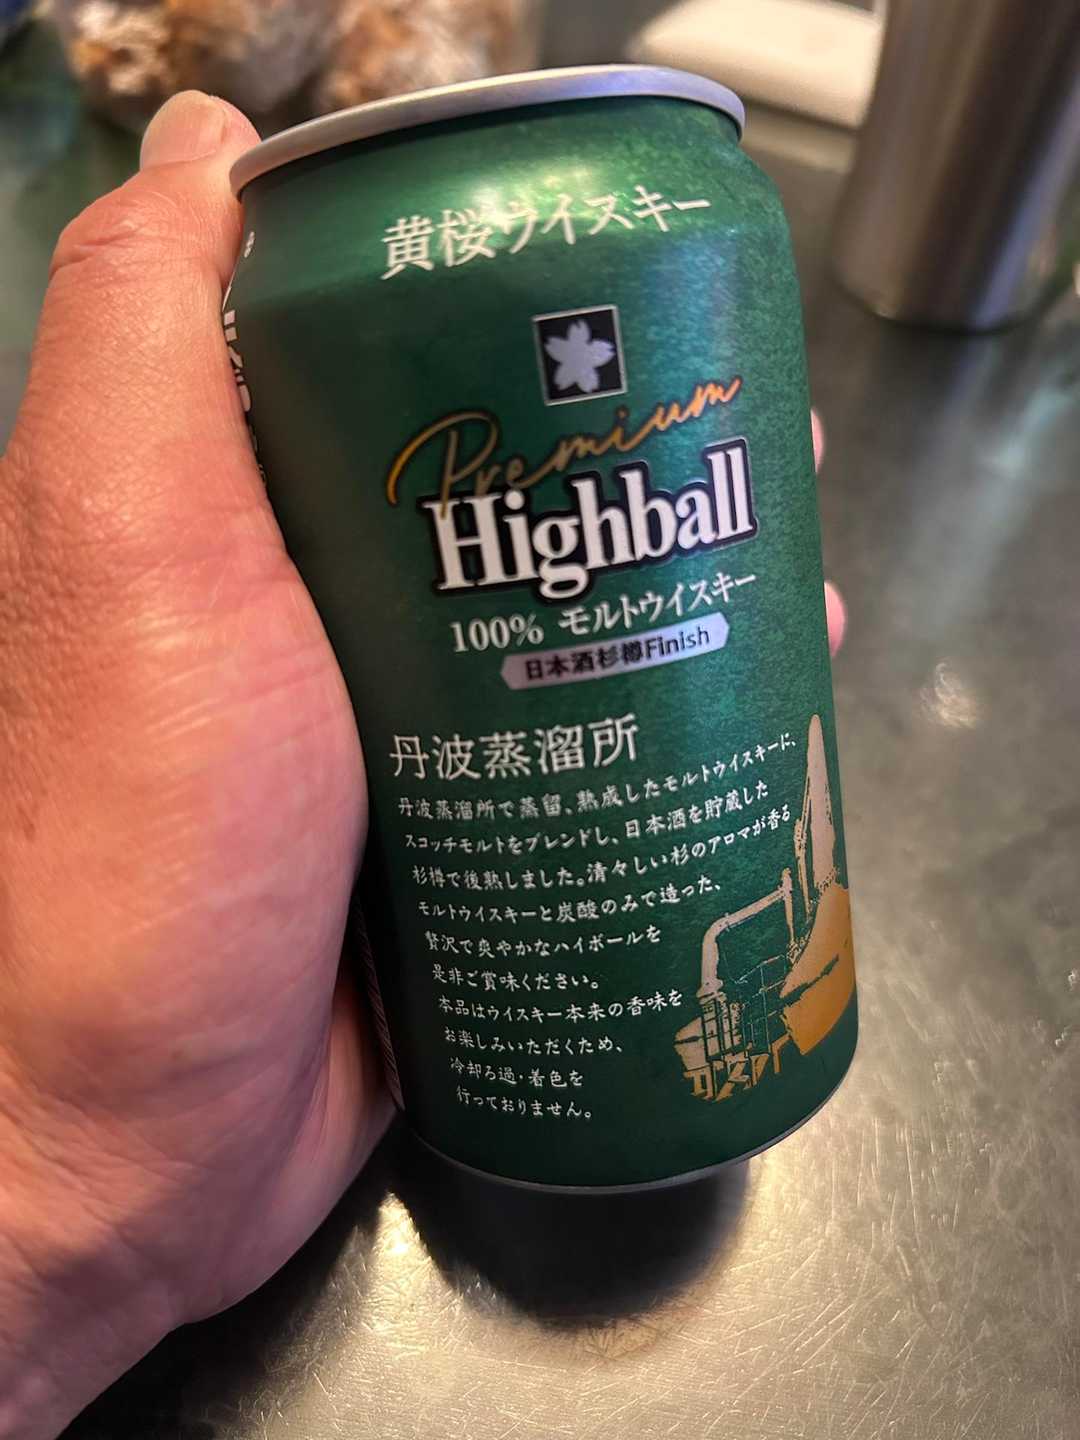 黄桜ウイスキー
Premium
Highball
100% モルトウイスキー
日本酒杉樽Finish
丹波蒸溜所
丹波蒸溜所で蒸留、熟成したモルトウイスキーに、
スコッチモルトをブレンドし、日本酒を貯蔵した
杉樽で後熟しました。清々しい杉のアロマが香る
モルトウイスキーと炭酸のみで造った、
贅沢で爽やかなハイボールを
是非ご賞味ください。
本品はウイスキー本来の香味を
お楽しみいただくため、
冷却ろ過・着色を
行っておりません。